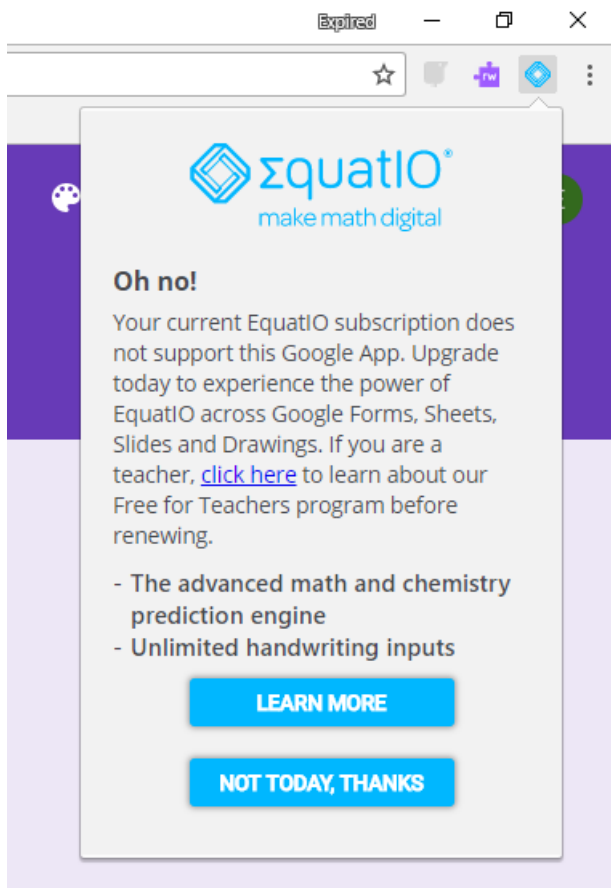 Expired
rw
ΣquatIO®
make math digital
Oh no!
Your current EquatIO subscription does
not support this Google App. Upgrade
today to experience the power of
EquatIO across Google Forms, Sheets,
Slides and Drawings. If you are a
teacher, click here to learn about our
Free for Teachers program before
renewing.
- The advanced math and chemistry
prediction engine
- Unlimited handwriting inputs
LEARN MORE
NOT TODAY, THANKS